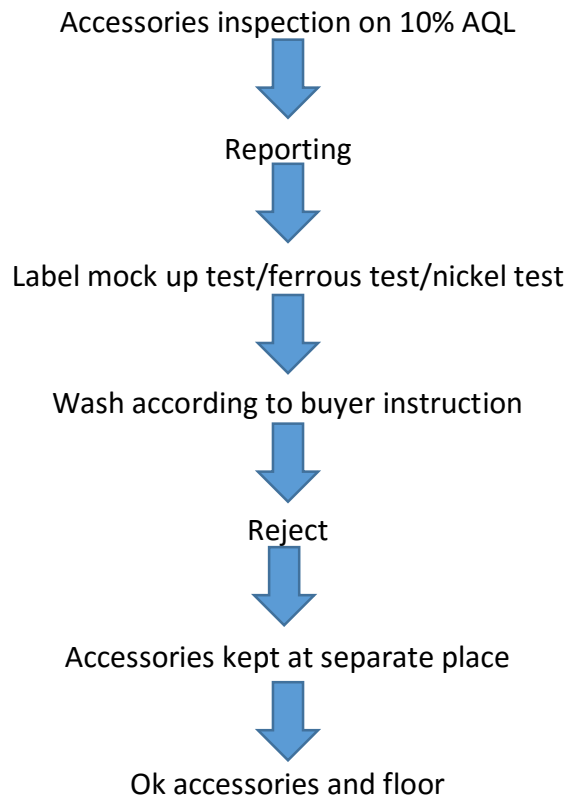 Accessories inspection on 10% AQL
Reporting
Label mock up test/ferrous test/nickel test
Wash according to buyer instruction
Reject
Accessories kept at separate place
Ok accessories and floor